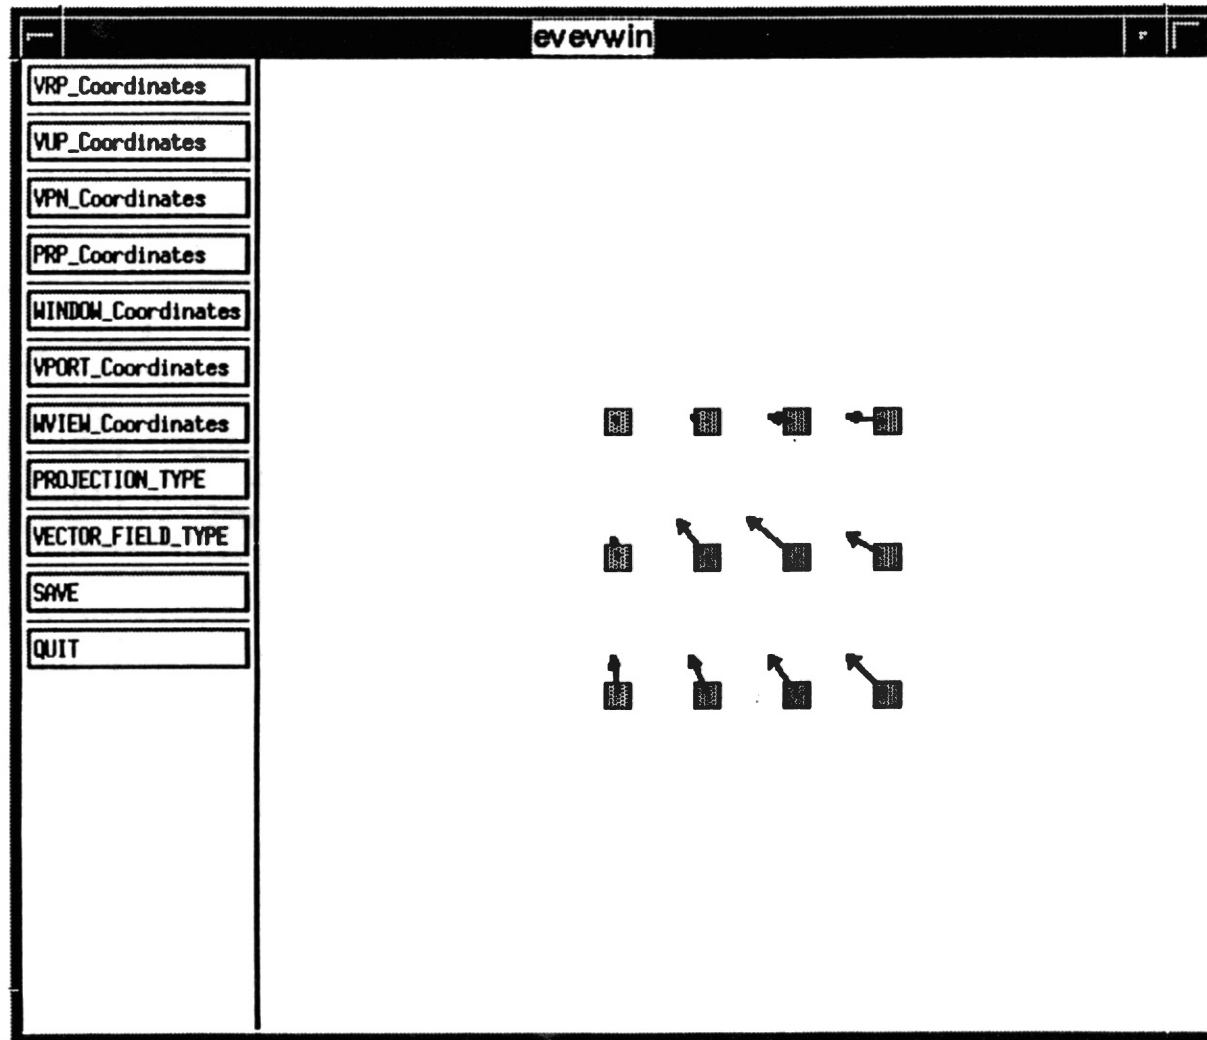 evevwin
VRP_Coordinates
VUP_Coordinates
VPN_Coordinates
PRP_Coordinates
WINDOW_Coordinates
VPORT_Coordinates
WVIEW_Coordinates
PROJECTION_TYPE
VECTOR_FIELD_TYPE
SAVE
QUIT